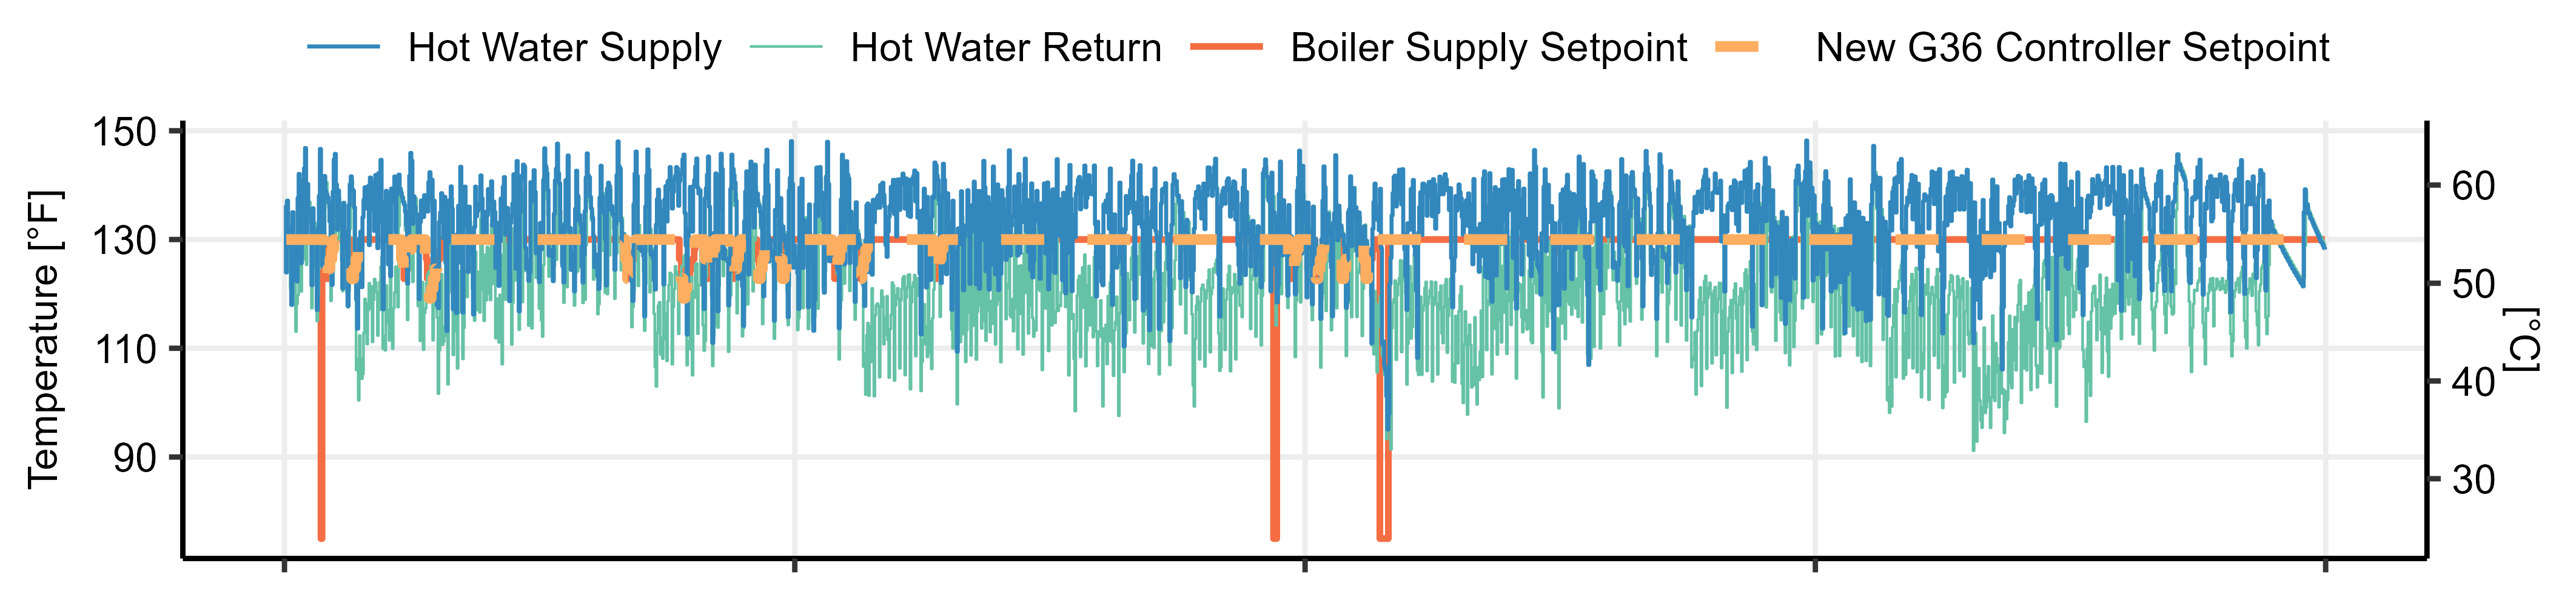 Hot Water Supply Hot Water Return Boiler Supply Setpoint New G36 Controller Setpoint
Temperature [°F]
150
130
110
90
60
50
40
30
[°C]